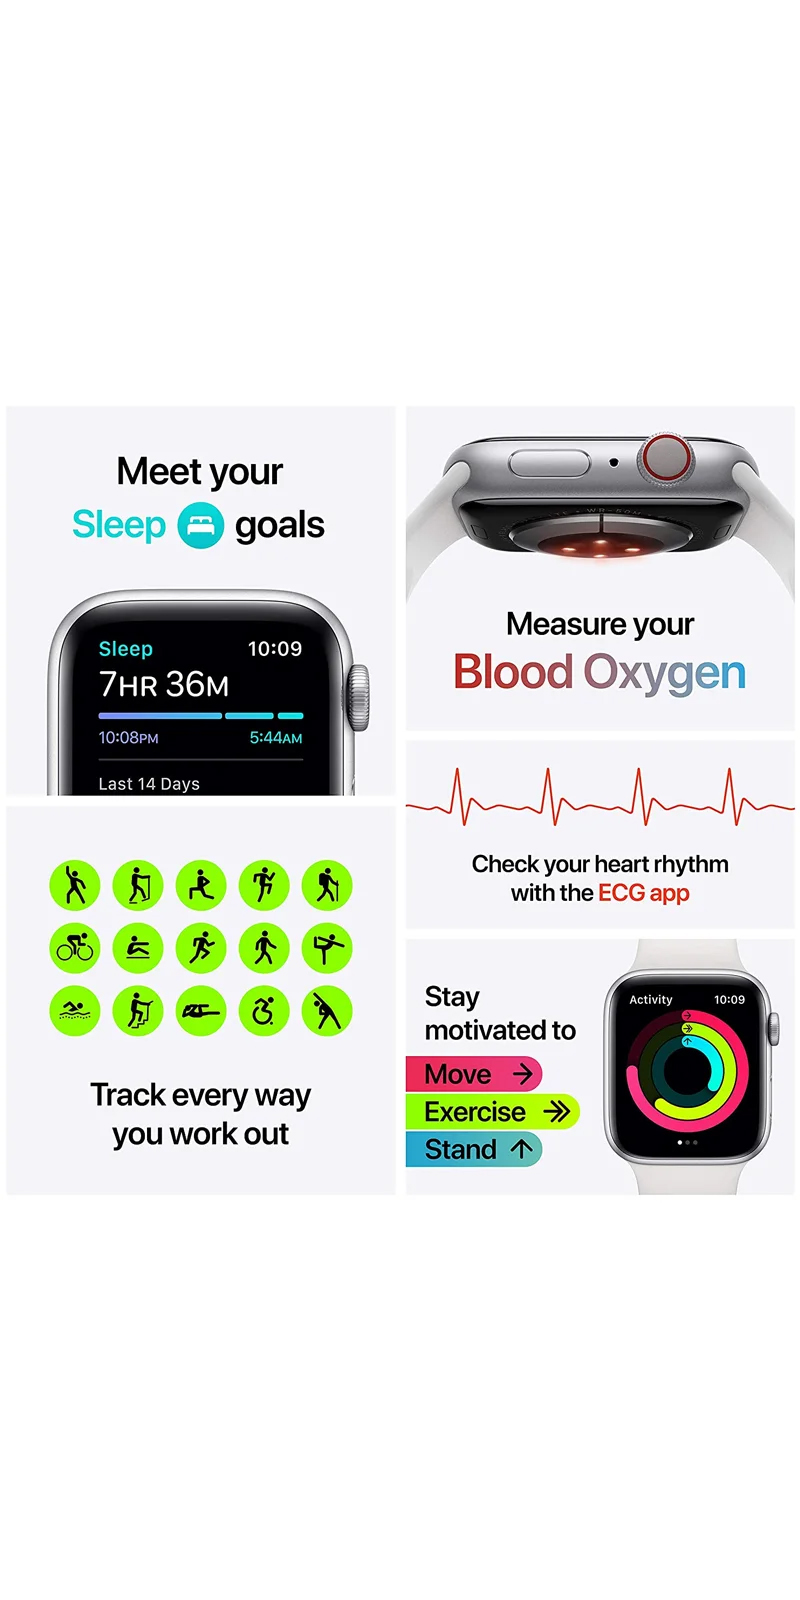 Meet your
Sleep goals
Sleep 10:09
7HR 36M
10:08PM 5:44AM
Last 14 Days
Track every way
you work out
Measure your
Blood Oxygen
Check your heart rhythm
with the ECG app
Stay
motivated to
Move
Exercise
Stand
Activity 10:09